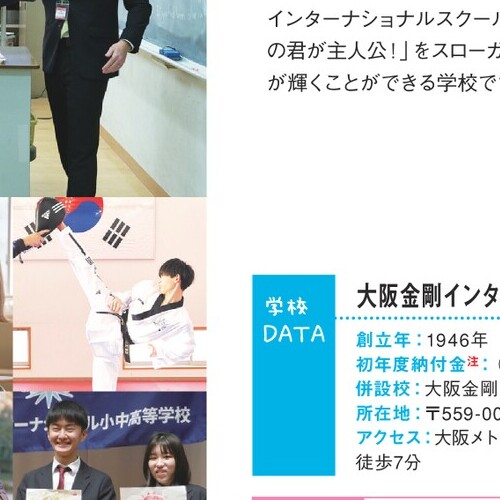 インターナショナルスクール
の君が主人公！」をスローガ
が輝くことができる学校で
ーナショナル小中高等学校
学校
DATA
大阪金剛インタ
創立年：1946年
初年度納付金注：
併設校：大阪金剛
所在地：〒559-00
アクセス：大阪メト
徒歩7分